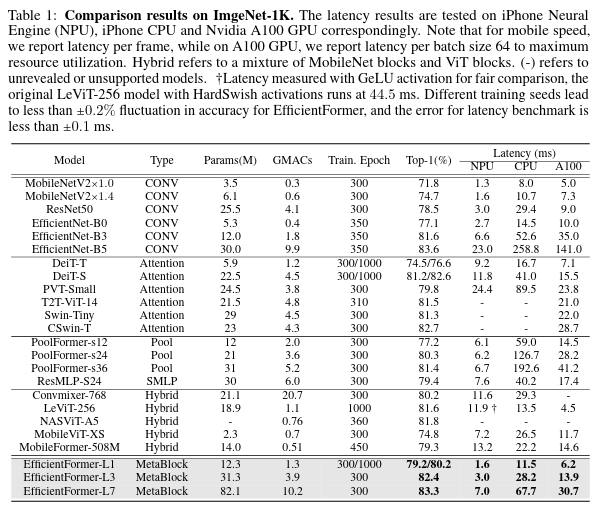 Table 1: Comparison results on ImgeNet-1K. The latency results are tested on iPhone Neural
Engine (NPU), iPhone CPU and Nvidia A100 GPU correspondingly. Note that for mobile speed,
we report latency per frame, while on A100 GPU, we report latency per batch size 64 to maximum
resource utilization. Hybrid refers to a mixture of MobileNet blocks and ViT blocks. (-) refers to
unrevealed or unsupported models. †Latency measured with GeLU activation for fair comparison, the
original LeViT-256 model with HardSwish activations runs at 44.5 ms. Different training seeds lead
to less than ±0.2% fluctuation in accuracy for EfficientFormer, and the error for latency benchmark is
less than ±0.1 ms.
Model Type Params(M) GMACs Train. Epoch Top-1(%) Latency (ms)
NPU CPU A100
MobileNetV2×1.0 CONV 3.5 0.3 300 71.8 1.3 8.0 5.0
MobileNetV2×1.4 CONV 6.1 0.6 300 74.7 1.6 10.7 7.3
ResNet50 CONV 25.5 4.1 300 78.5 3.0 29.4 9.0
EfficientNet-B0 CONV 5.3 0.4 350 77.1 2.7 14.5 10.0
EfficientNet-B3 CONV 12.0 1.8 350 81.6 6.6 52.6 35.0
EfficientNet-B5 CONV 30.0 9.9 350 83.6 23.0 258.8 141.0
DeiT-T Attention 5.9 1.2 300/1000 74.5/76.6 9.2 16.7 7.1
DeiT-S Attention 22.5 4.5 300/1000 81.2/82.6 11.8 41.0 15.5
PVT-Small Attention 24.5 3.8 300 79.8 24.4 89.5 23.8
T2T-ViT-14 Attention 21.5 4.8 310 81.5 - - 21.0
Swin-Tiny Attention 29 4.5 300 81.3 - - 22.0
CSwin-T Attention 23 4.3 300 82.7 - - 28.7
PoolFormer-s12 Pool 12 2.0 300 77.2 6.1 59.0 14.5
PoolFormer-s24 Pool 21 3.6 300 80.3 6.2 126.7 28.2
PoolFormer-s36 Pool 31 5.2 300 81.4 6.7 192.6 41.2
ResMLP-S24 SMLP 30 6.0 300 79.4 7.6 40.2 17.4
Convmixer-768 Hybrid 21.1 20.7 300 80.2 11.6 29.3 -
LeViT-256 Hybrid 18.9 1.1 1000 81.6 11.9 † 13.5 4.5
NASViT-A5 Hybrid - 0.76 360 81.8 - - -
MobileViT-XS Hybrid 2.3 0.7 300 74.8 7.2 26.5 11.7
MobileFormer-508M Hybrid 14.0 0.51 450 79.3 13.2 22.2 14.6
EfficientFormer-L1 MetaBlock 12.3 1.3 300/1000 79.2/80.2 1.6 11.5 6.2
EfficientFormer-L3 MetaBlock 31.3 3.9 300 82.4 3.0 28.2 13.9
EfficientFormer-L7 MetaBlock 82.1 10.2 300 83.3 7.0 67.7 30.7